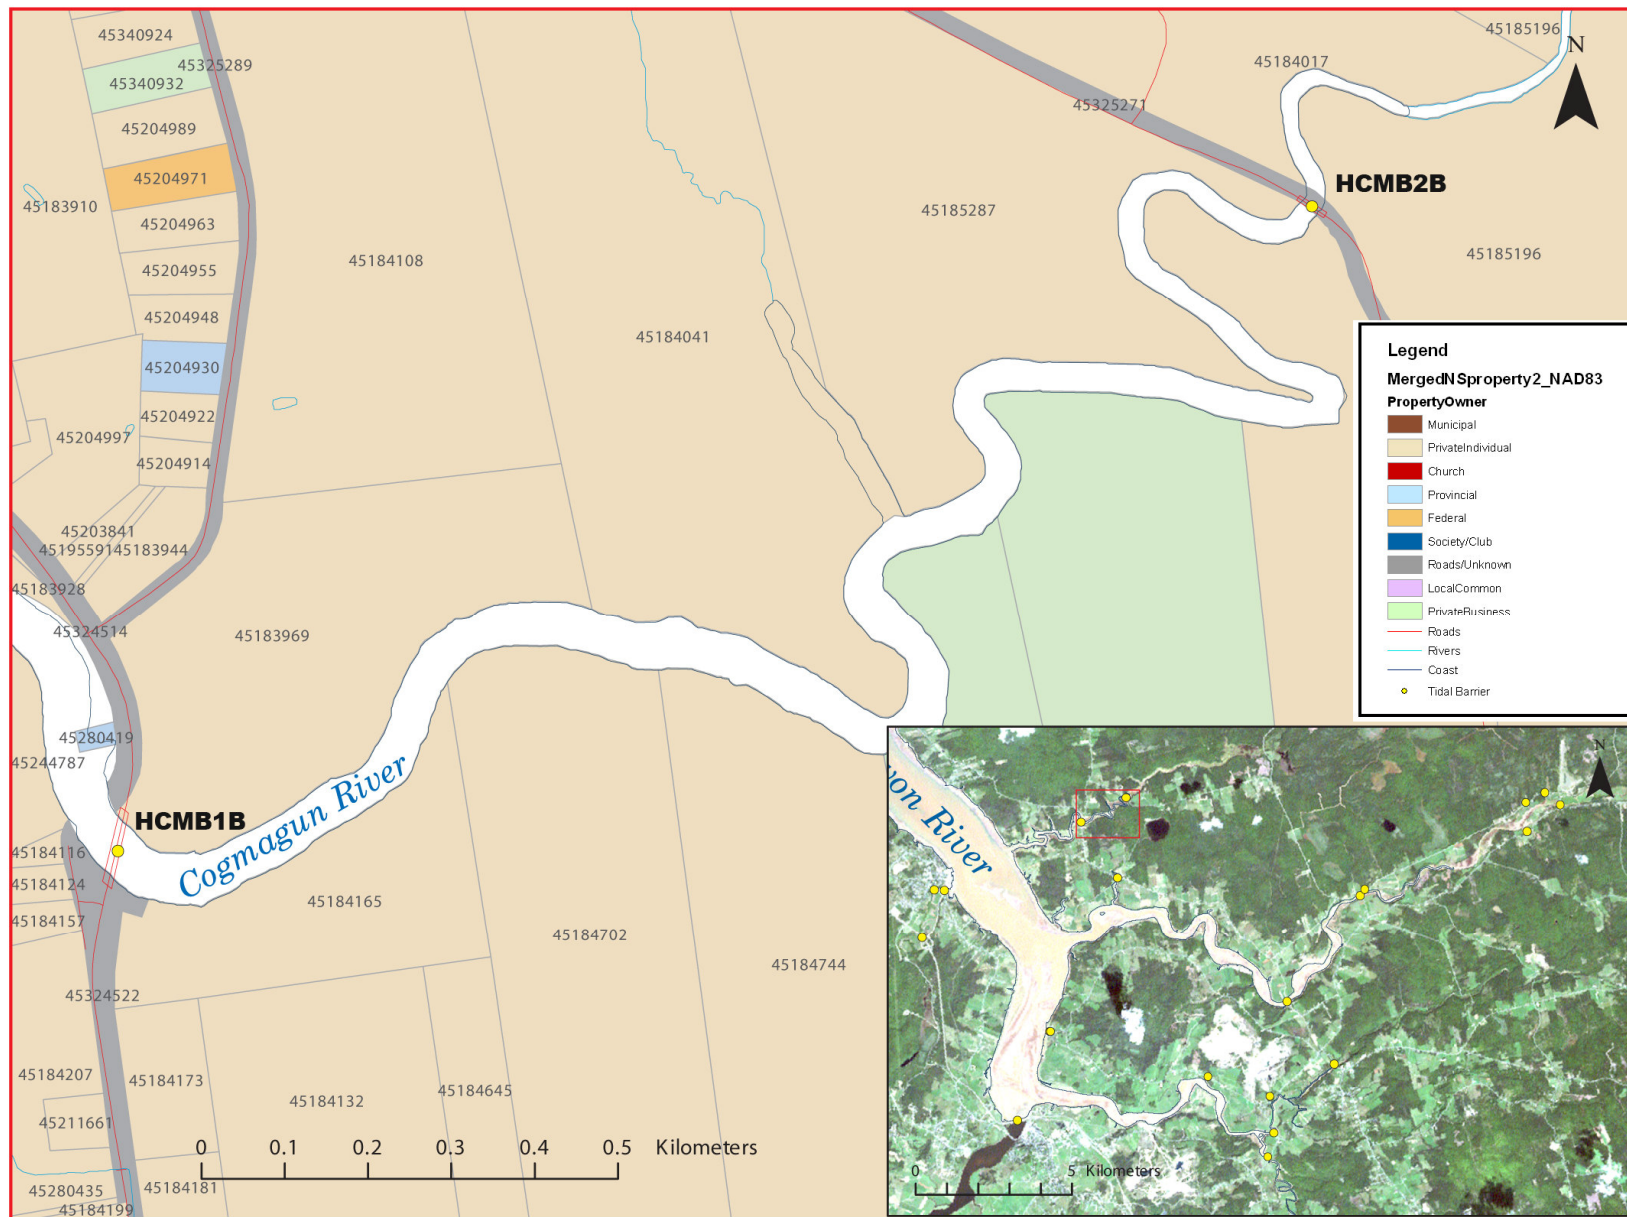 45340924
45325289
45340932
45204989
45204971
45183910
45204963
45204955
45204948
45204930
45204922
45204997
45204914
45203841
45195591
45183944
45183928
45324514
45183969
45184108
45184041
45185287
45325271
45184017
45185196
N
HCMB2B
45185196
Legend
MergedNSproperty2_NAD83
PropertyOwner
Municipal
PrivateIndividual
Church
Provincial
Federal
Society/Club
Roads/Unknown
LocalCommon
PrivateBusiness
Roads
Rivers
Coast
Tidal Barrier
45280419
45244787
HCMB1B
Cogmagun River
45184116
45184124
45184157
45184165
45184702
45184744
45324522
45184207
45184173
45184132
45184645
45211661
45280435
45184181
45184199
0 0.1 0.2 0.3 0.4 0.5 Kilometers
von River
N
0 5 Kilometers